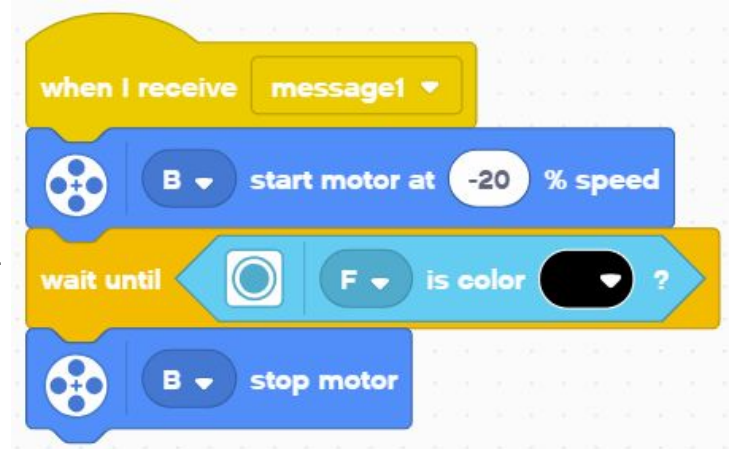 when I receive message1
B start motor at -20 % speed
wait until F is color ?
B stop motor